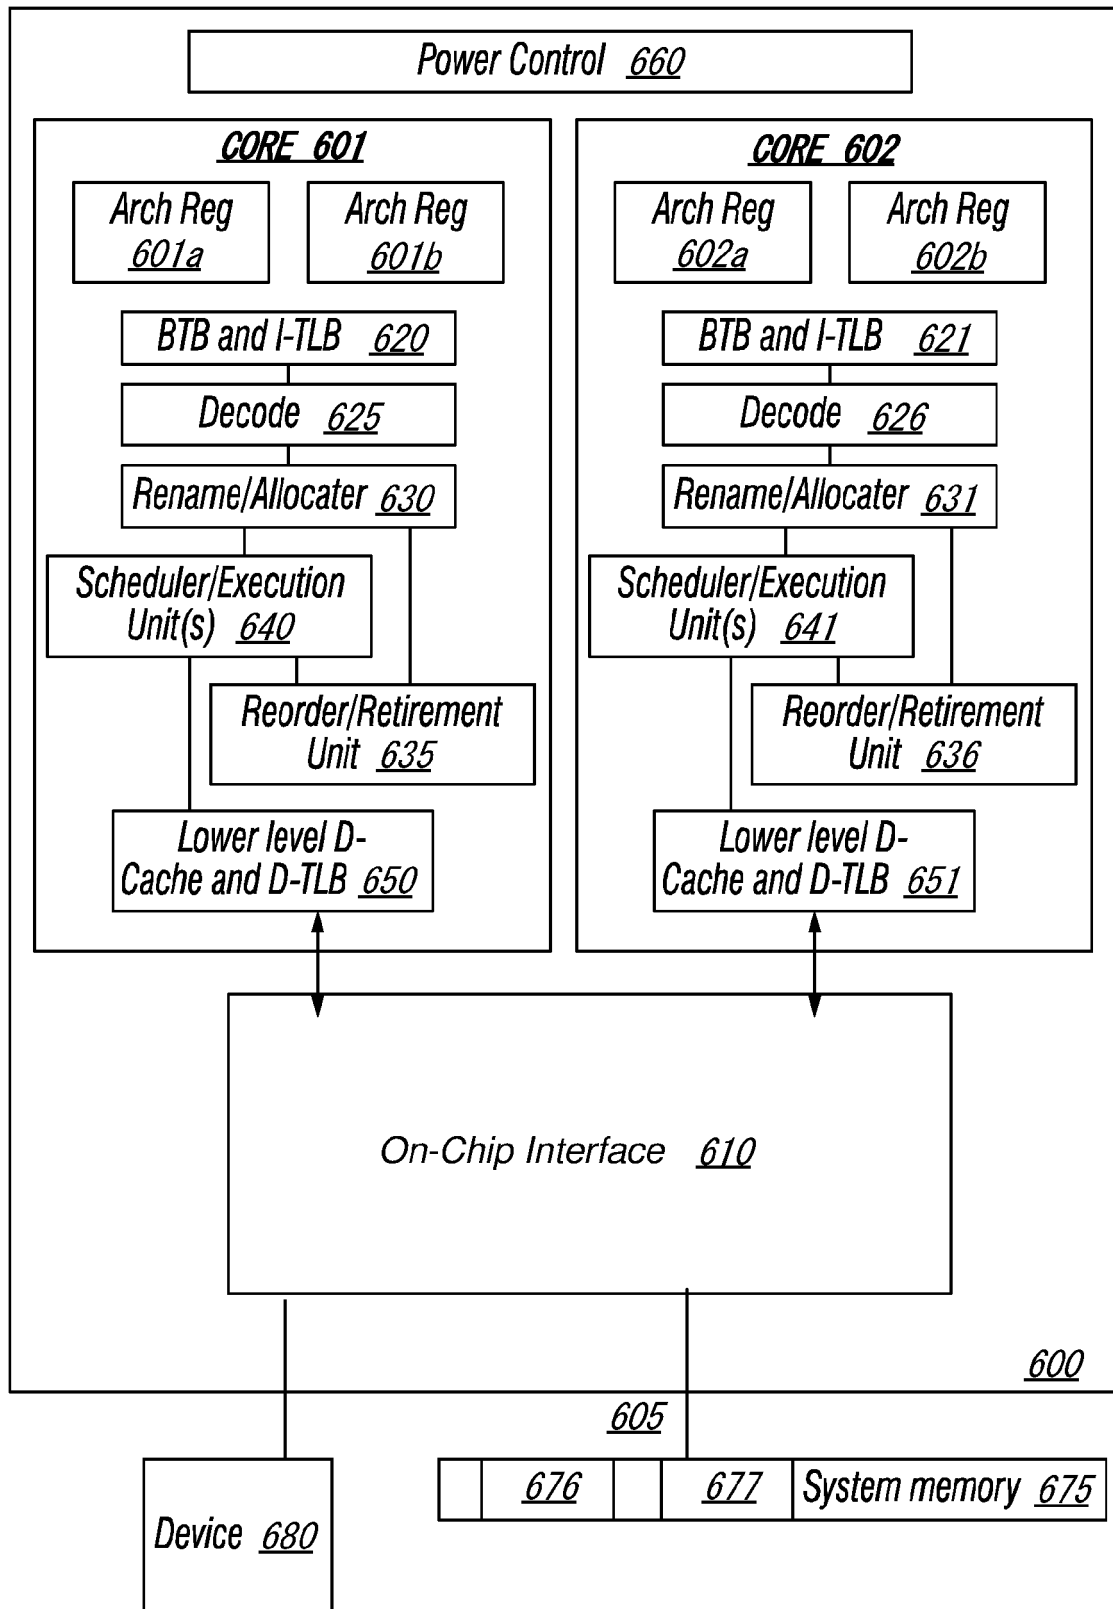 Power Control 660
CORE 601
Arch Reg
601a
Arch Reg
601b
BTB and I-TLB 620
Decode 625
Rename/Allocater 630
Scheduler/Execution
Unit(s) 640
Reorder/Retirement
Unit 635
Lower level D-
Cache and D-TLB 650
CORE 602
Arch Reg
602a
Arch Reg
602b
BTB and I-TLB 621
Decode 626
Rename/Allocater 631
Scheduler/Execution
Unit(s) 641
Reorder/Retirement
Unit 636
Lower level D-
Cache and D-TLB 651
On-Chip Interface 610
600
605
676 677 System memory 675
Device 680